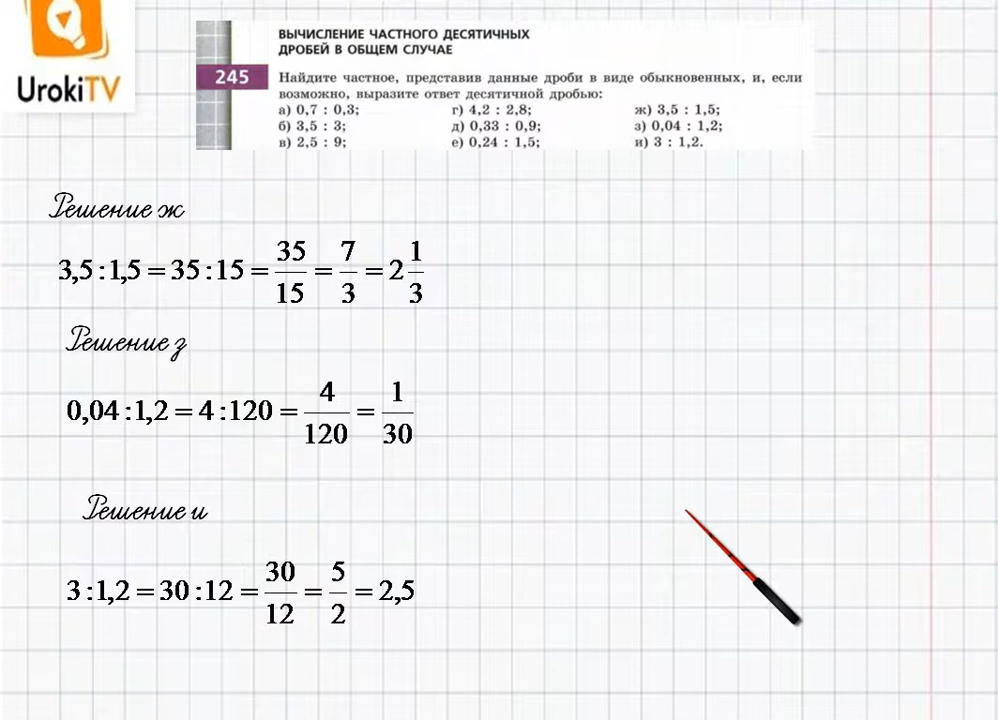 UrokiTV
ВЫЧИСЛЕНИЕ ЧАСТНОГО ДЕСЯТИЧНЫХ
ДРОБЕЙ В ОБЩЕМ СЛУЧАЕ
245 Найдите частное, представив данные дроби в виде обыкновенных, и, если
возможно, выразите ответ десятичной дробью:
а) 0,7 : 0,3; г) 4,2 : 2,8; ж) 3,5 : 1,5;
б) 3,5 : 3; д) 0,33 : 0,9; з) 0,04 : 1,2;
в) 2,5 : 9; е) 0,24 : 1,5; и) 3 : 1,2.
Решение ж
3,5 : 1,5 = 35 : 15 = 35/15 = 7/3 = 2 1/3
Решение з
0,04 : 1,2 = 4 : 120 = 4/120 = 1/30
Решение и
3 : 1,2 = 30 : 12 = 30/12 = 5/2 = 2,5